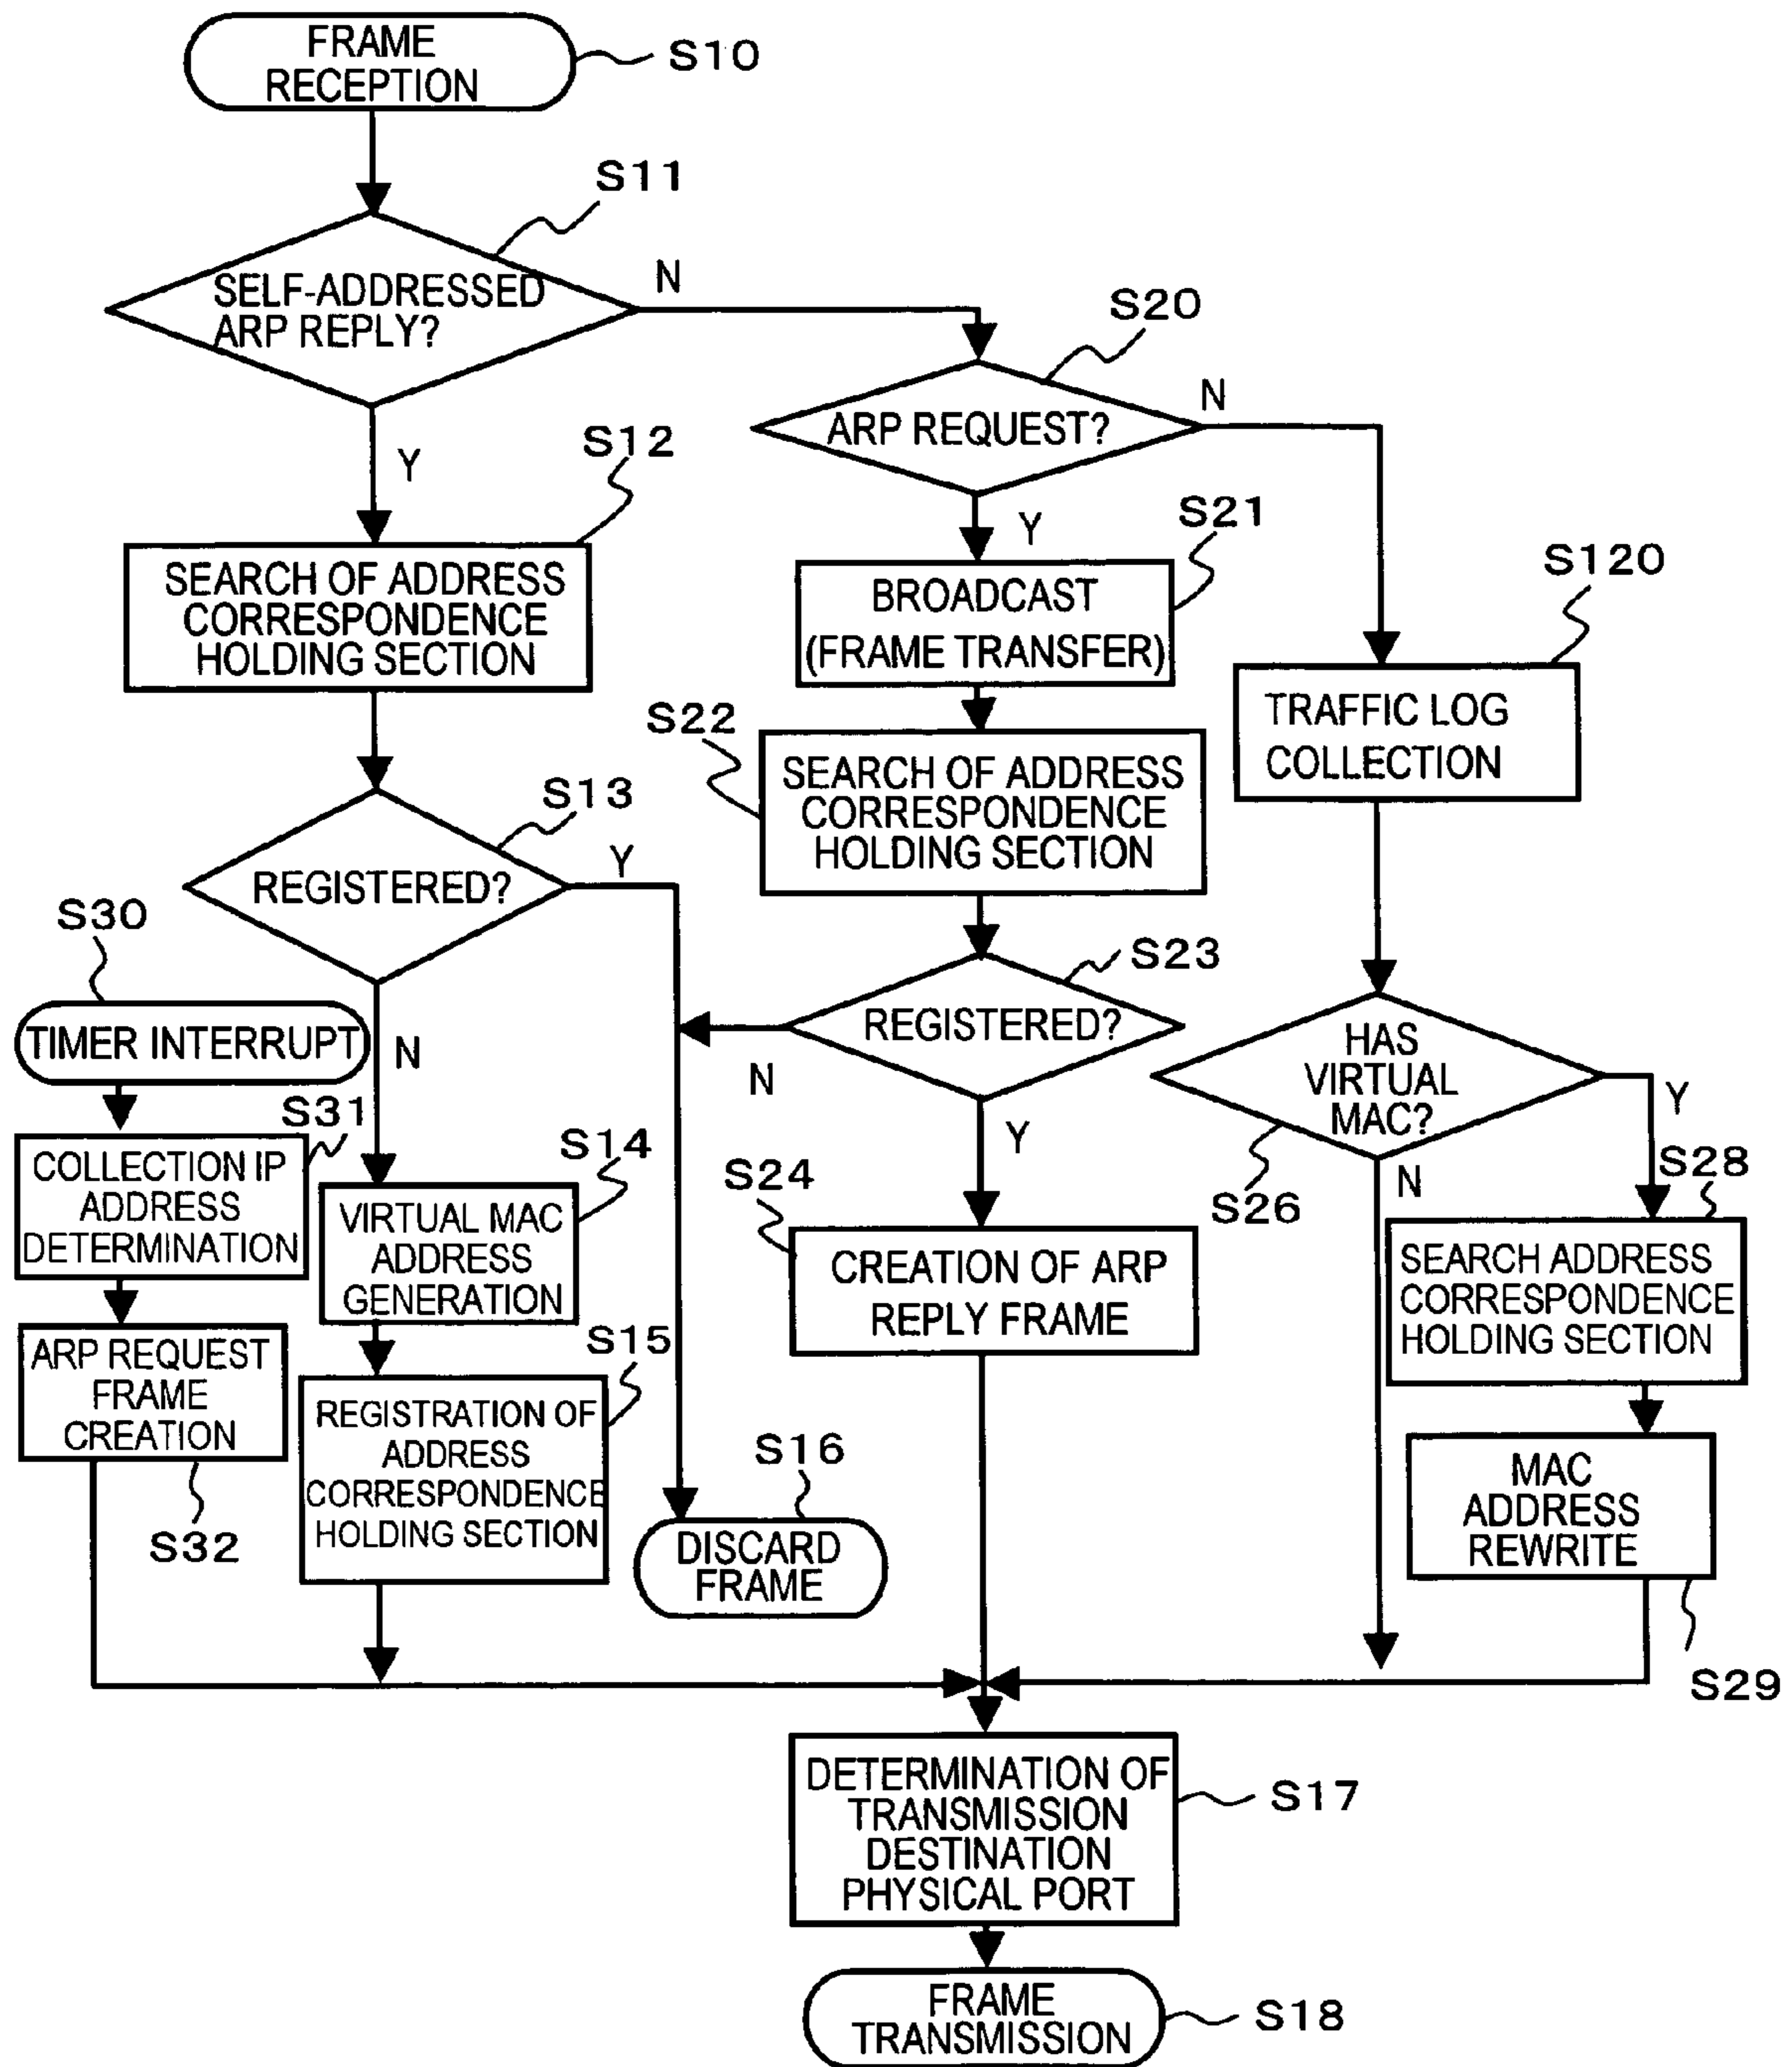 FRAME
RECEPTION
S10
S11
SELF-ADDRESSED
ARP REPLY?
N
Y
S20
ARP REQUEST?
N
Y
S12
SEARCH OF ADDRESS
CORRESPONDENCE
HOLDING SECTION
S21
BROADCAST
(FRAME TRANSFER)
S120
TRAFFIC LOG
COLLECTION
S22
SEARCH OF ADDRESS
CORRESPONDENCE
HOLDING SECTION
S13
REGISTERED?
Y
N
S23
REGISTERED?
N
Y
S30
TIMER INTERRUPT
S31
COLLECTION IP
ADDRESS
DETERMINATION
ARP REQUEST
FRAME
CREATION
S32
S14
VIRTUAL MAC
ADDRESS
GENERATION
S15
REGISTRATION OF
ADDRESS
CORRESPONDENCE
HOLDING SECTION
S16
DISCARD
FRAME
S24
CREATION OF ARP
REPLY FRAME
HAS
VIRTUAL
MAC?
S26
Y
N
S28
SEARCH ADDRESS
CORRESPONDENCE
HOLDING SECTION
MAC
ADDRESS
REWRITE
S29
DETERMINATION OF
TRANSMISSION
DESTINATION
PHYSICAL PORT
S17
FRAME
TRANSMISSION
S18